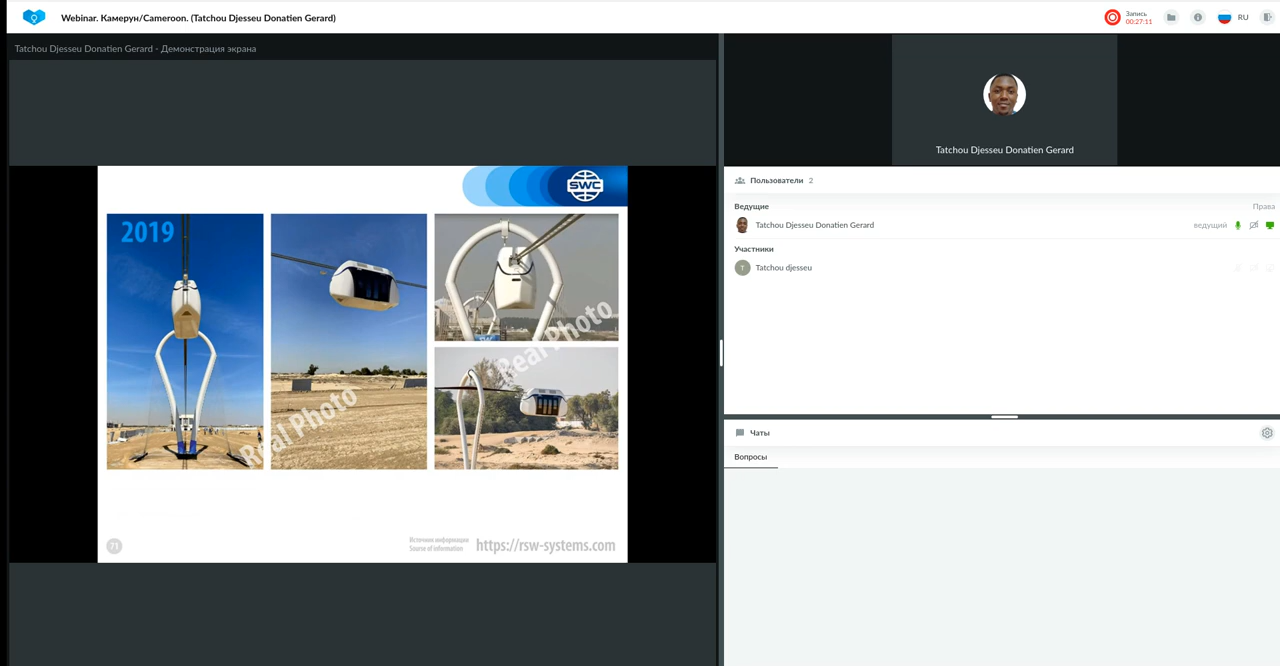 Webinar. Камерун/Cameroon. (Tatchou Djesseu Donatien Gerard)
Запись
00:27:11
RU
Tatchou Djesseu Donatien Gerard - Демонстрация экрана
SWC
2019
Real Photo
Real Photo
71
Источник информации
Source of information
https://rsw-systems.com
Tatchou Djesseu Donatien Gerard
Пользователи 2
Ведущие Права
Tatchou Djesseu Donatien Gerard ведущий
Участники
T Tatchou djesseu
Чаты
Вопросы